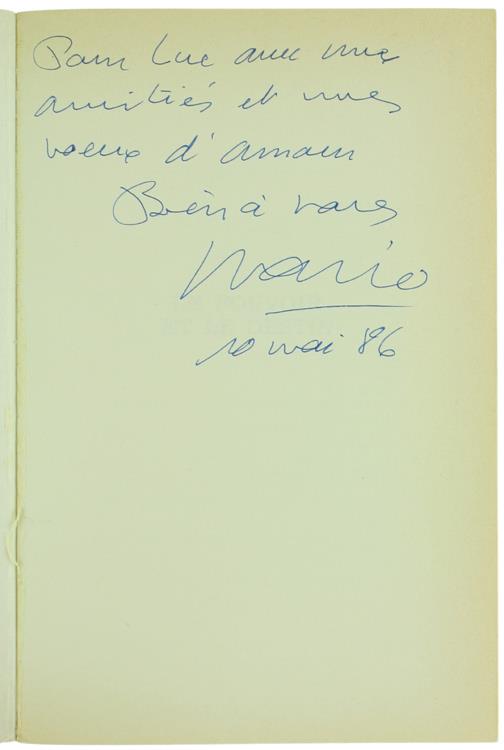 Pour Luc avec mes
amitiés et mes
voeux d'amour
Bien à vous
Mario
10 mai 86